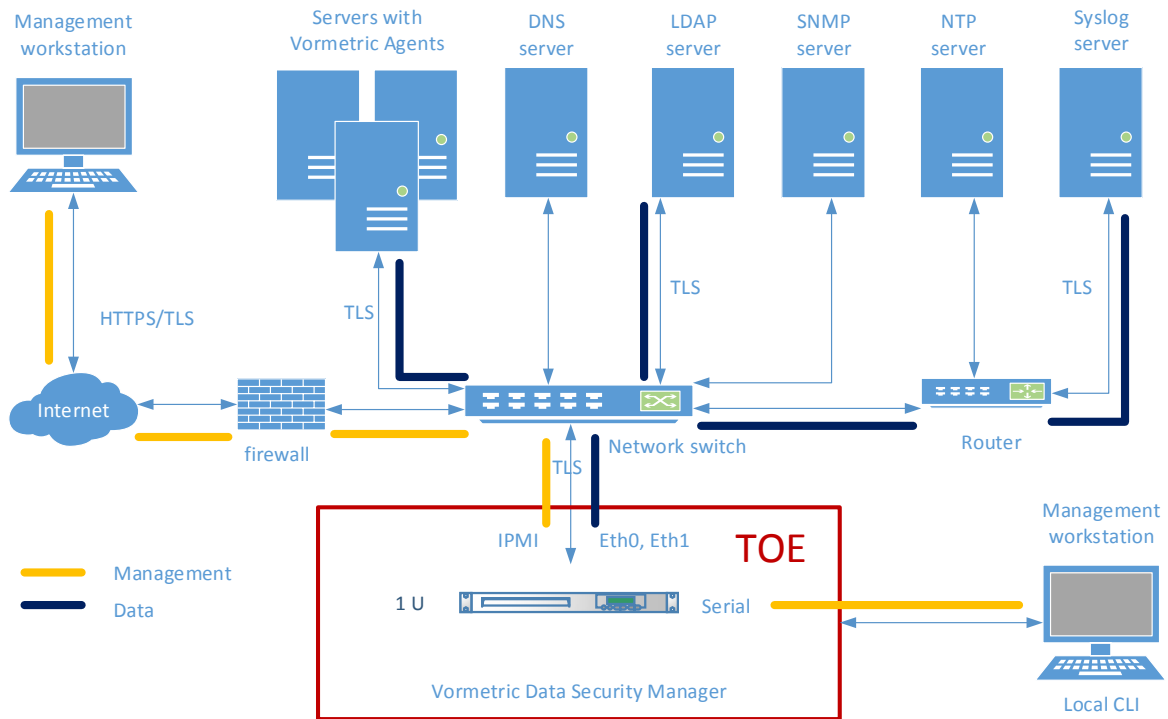 Management
workstation
Servers with
Vormetric Agents
DNS
server
LDAP
server
SNMP
server
NTP
server
Syslog
server
HTTPS/TLS
TLS
TLS
TLS
Internet
firewall
Network switch
Router
TLS
IPMI
Eth0, Eth1
TOE
Management
workstation
Management
Data
1 U
Serial
Vormetric Data Security Manager
Local CLI